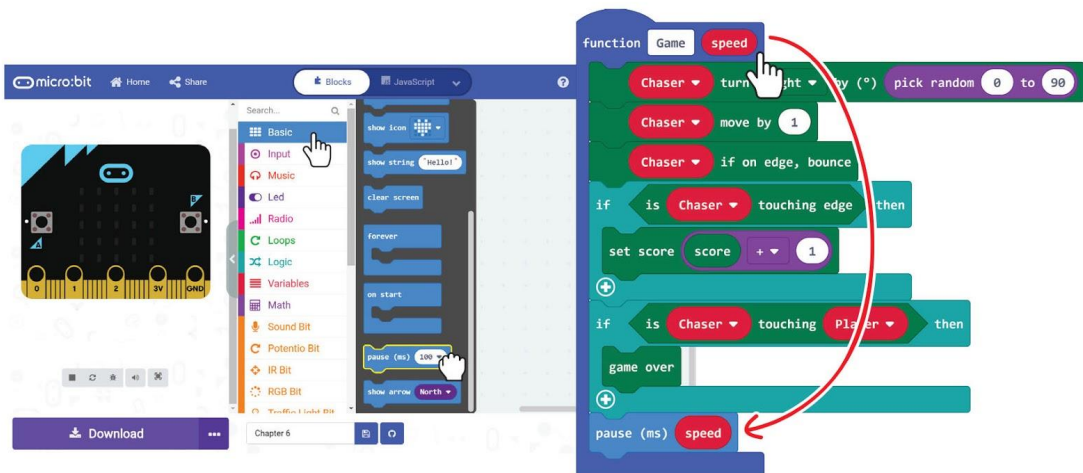 micro:bit Home Share Blocks JavaScript ?
Search...
Basic
Input
Music
Led
Radio
Loops
Logic
Variables
Math
Sound Bit
Potentio Bit
IR Bit
RGB Bit
Traffic Light Bit
show icon
show string "Hello!"
clear screen
forever
on start
pause (ms) 100
show arrow North
A
B
0 1 2 3V GND
Download ...
Chapter 6
function Game speed
Chaser turn by (°) pick random 0 to 90
Chaser move by 1
Chaser if on edge, bounce
if is Chaser touching edge then
set score score + 1
if is Chaser touching Player then
game over
pause (ms) speed